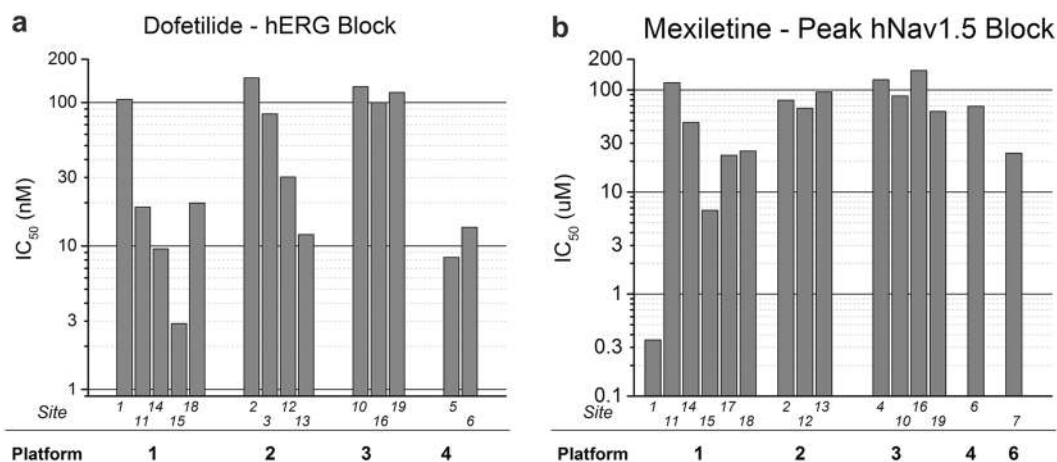 a
Dofetilide - hERG Block
200
100
30
10
3
1
IC50 (nM)
Site
1 14 18 2 12 10 19 5
11 15 3 13 16 6
Platform 1 2 3 4
b
Mexiletine - Peak hNav1.5 Block
200
100
30
10
3
1
0.3
0.1
IC50 (uM)
Site
1 14 17 2 13 4 16 6
11 15 18 12 10 19 7
Platform 1 2 3 4 6